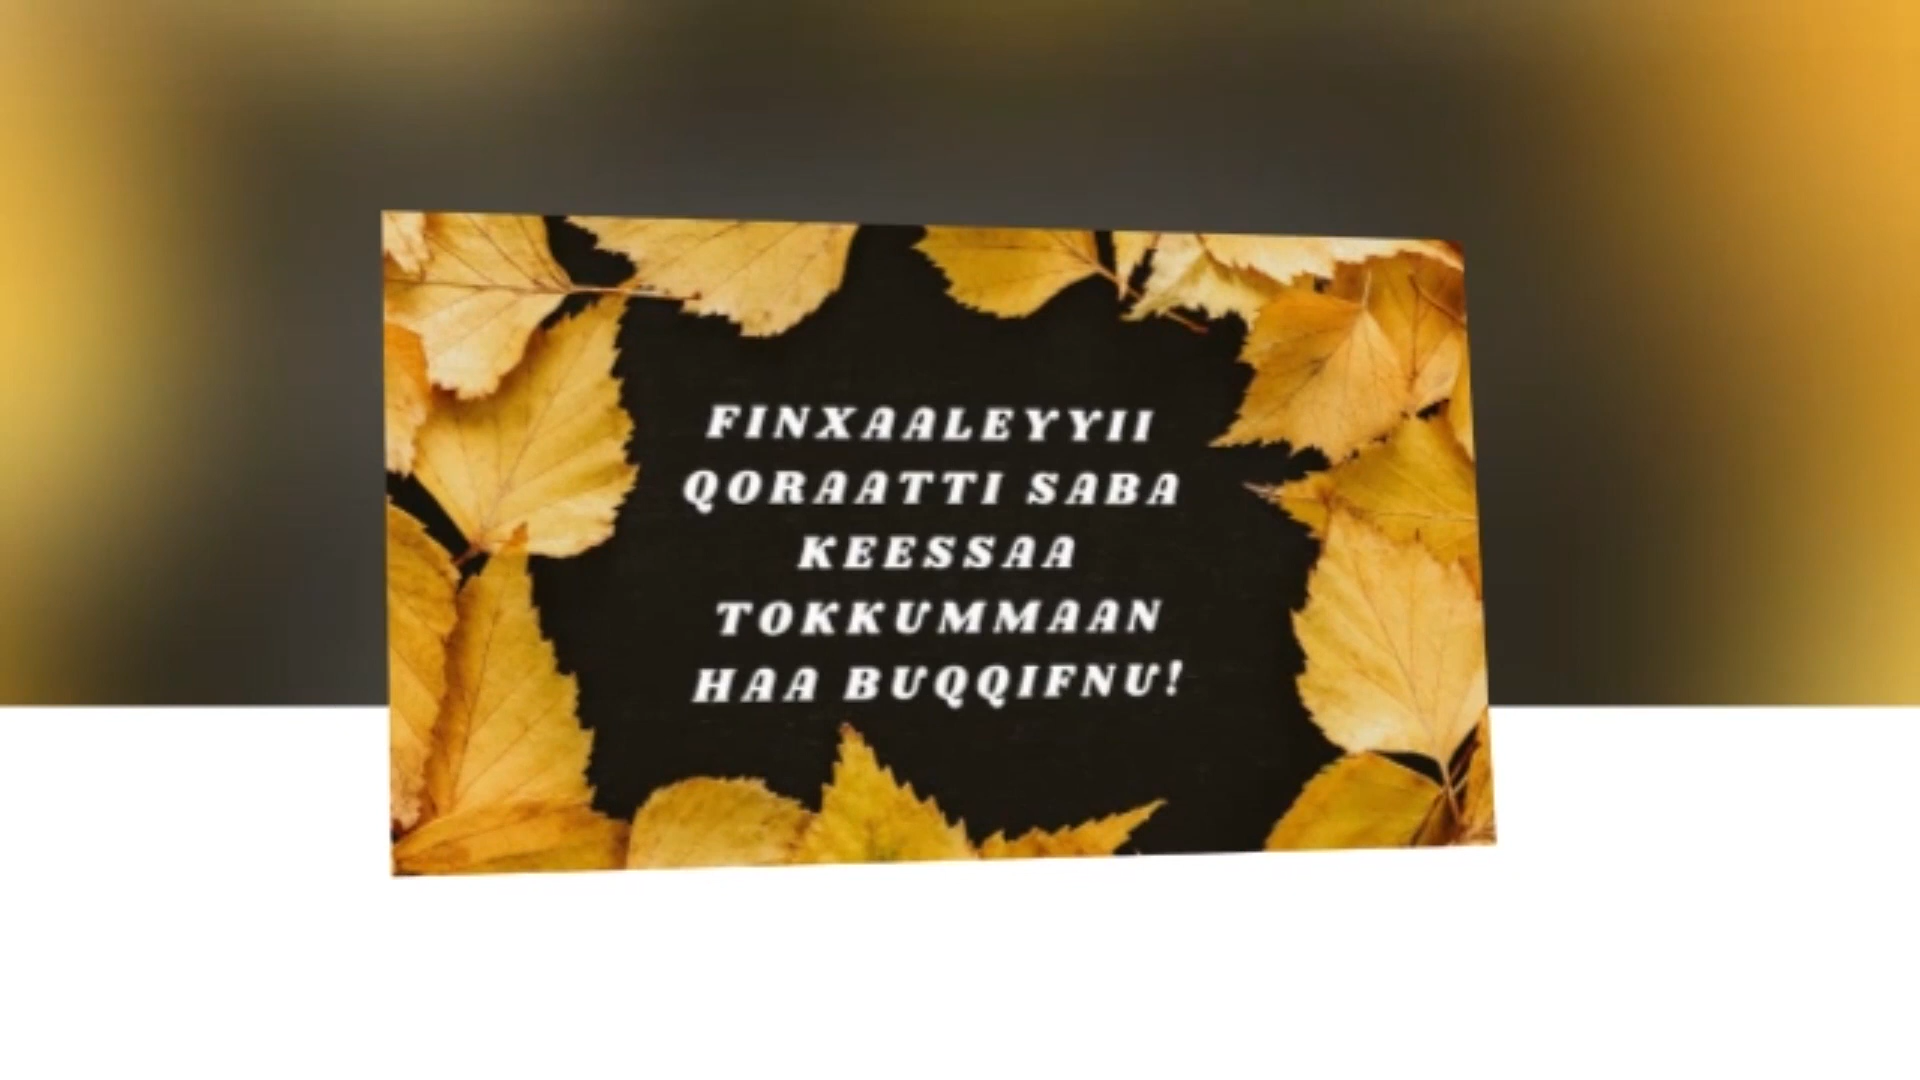 FINXAALEYYII
QORAATTI SABA
KEESSAA
TOKKUMMAAN
HAA BUQQIFNU!